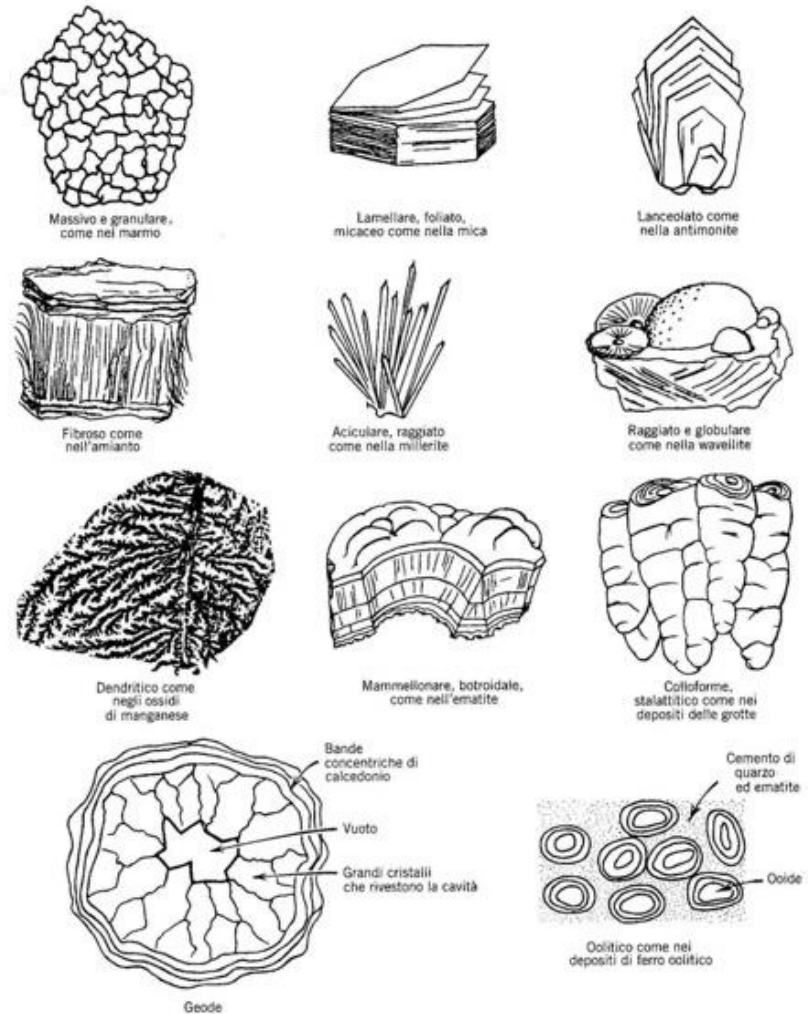 Massivo e granulare,
come nel marmo
Lamellare, foliato,
micaceo come nella mica
Lanceolato come
nella antimonite
Fibroso come
nell'amianto
Aciculare, raggiato
come nella millerite
Raggiato e globulare
come nella wavellite
Dendritico come
negli ossidi
di manganese
Mammellonare, botroidale,
come nell'ematite
Colloforme,
stalattitico come nei
depositi delle grotte
Bande
concentriche di
calcedonio
Vuoto
Grandi cristalli
che rivestono la cavità
Geode
Cemento di
quarzo
ed ematite
Ooide
Oolitico come nei
depositi di ferro oolitico